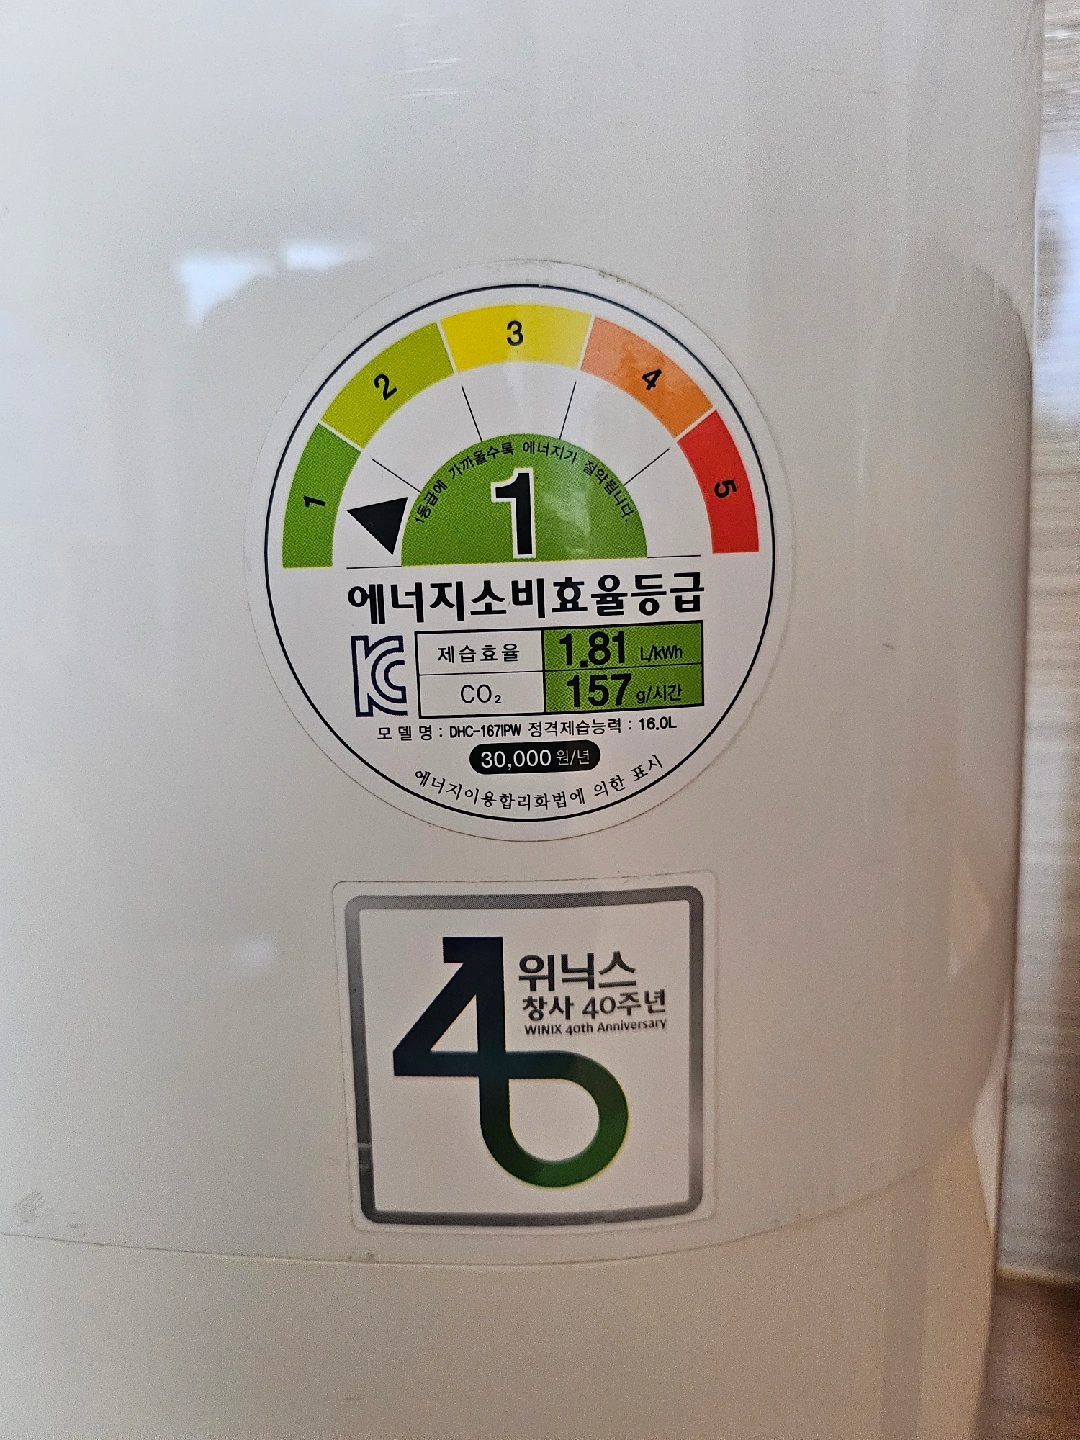 1 2 3 4 5
1등급에 가까울수록 에너지가 절약됩니다.
1
에너지소비효율등급
제습효율 1.81 L/kWh
CO₂ 157 g/시간
모델명 : DHC-167IPW 정격제습능력 : 16.0L
30,000 원/년
에너지이용합리화법에 의한 표시
40
위닉스
창사 40주년
WINIX 40th Anniversary